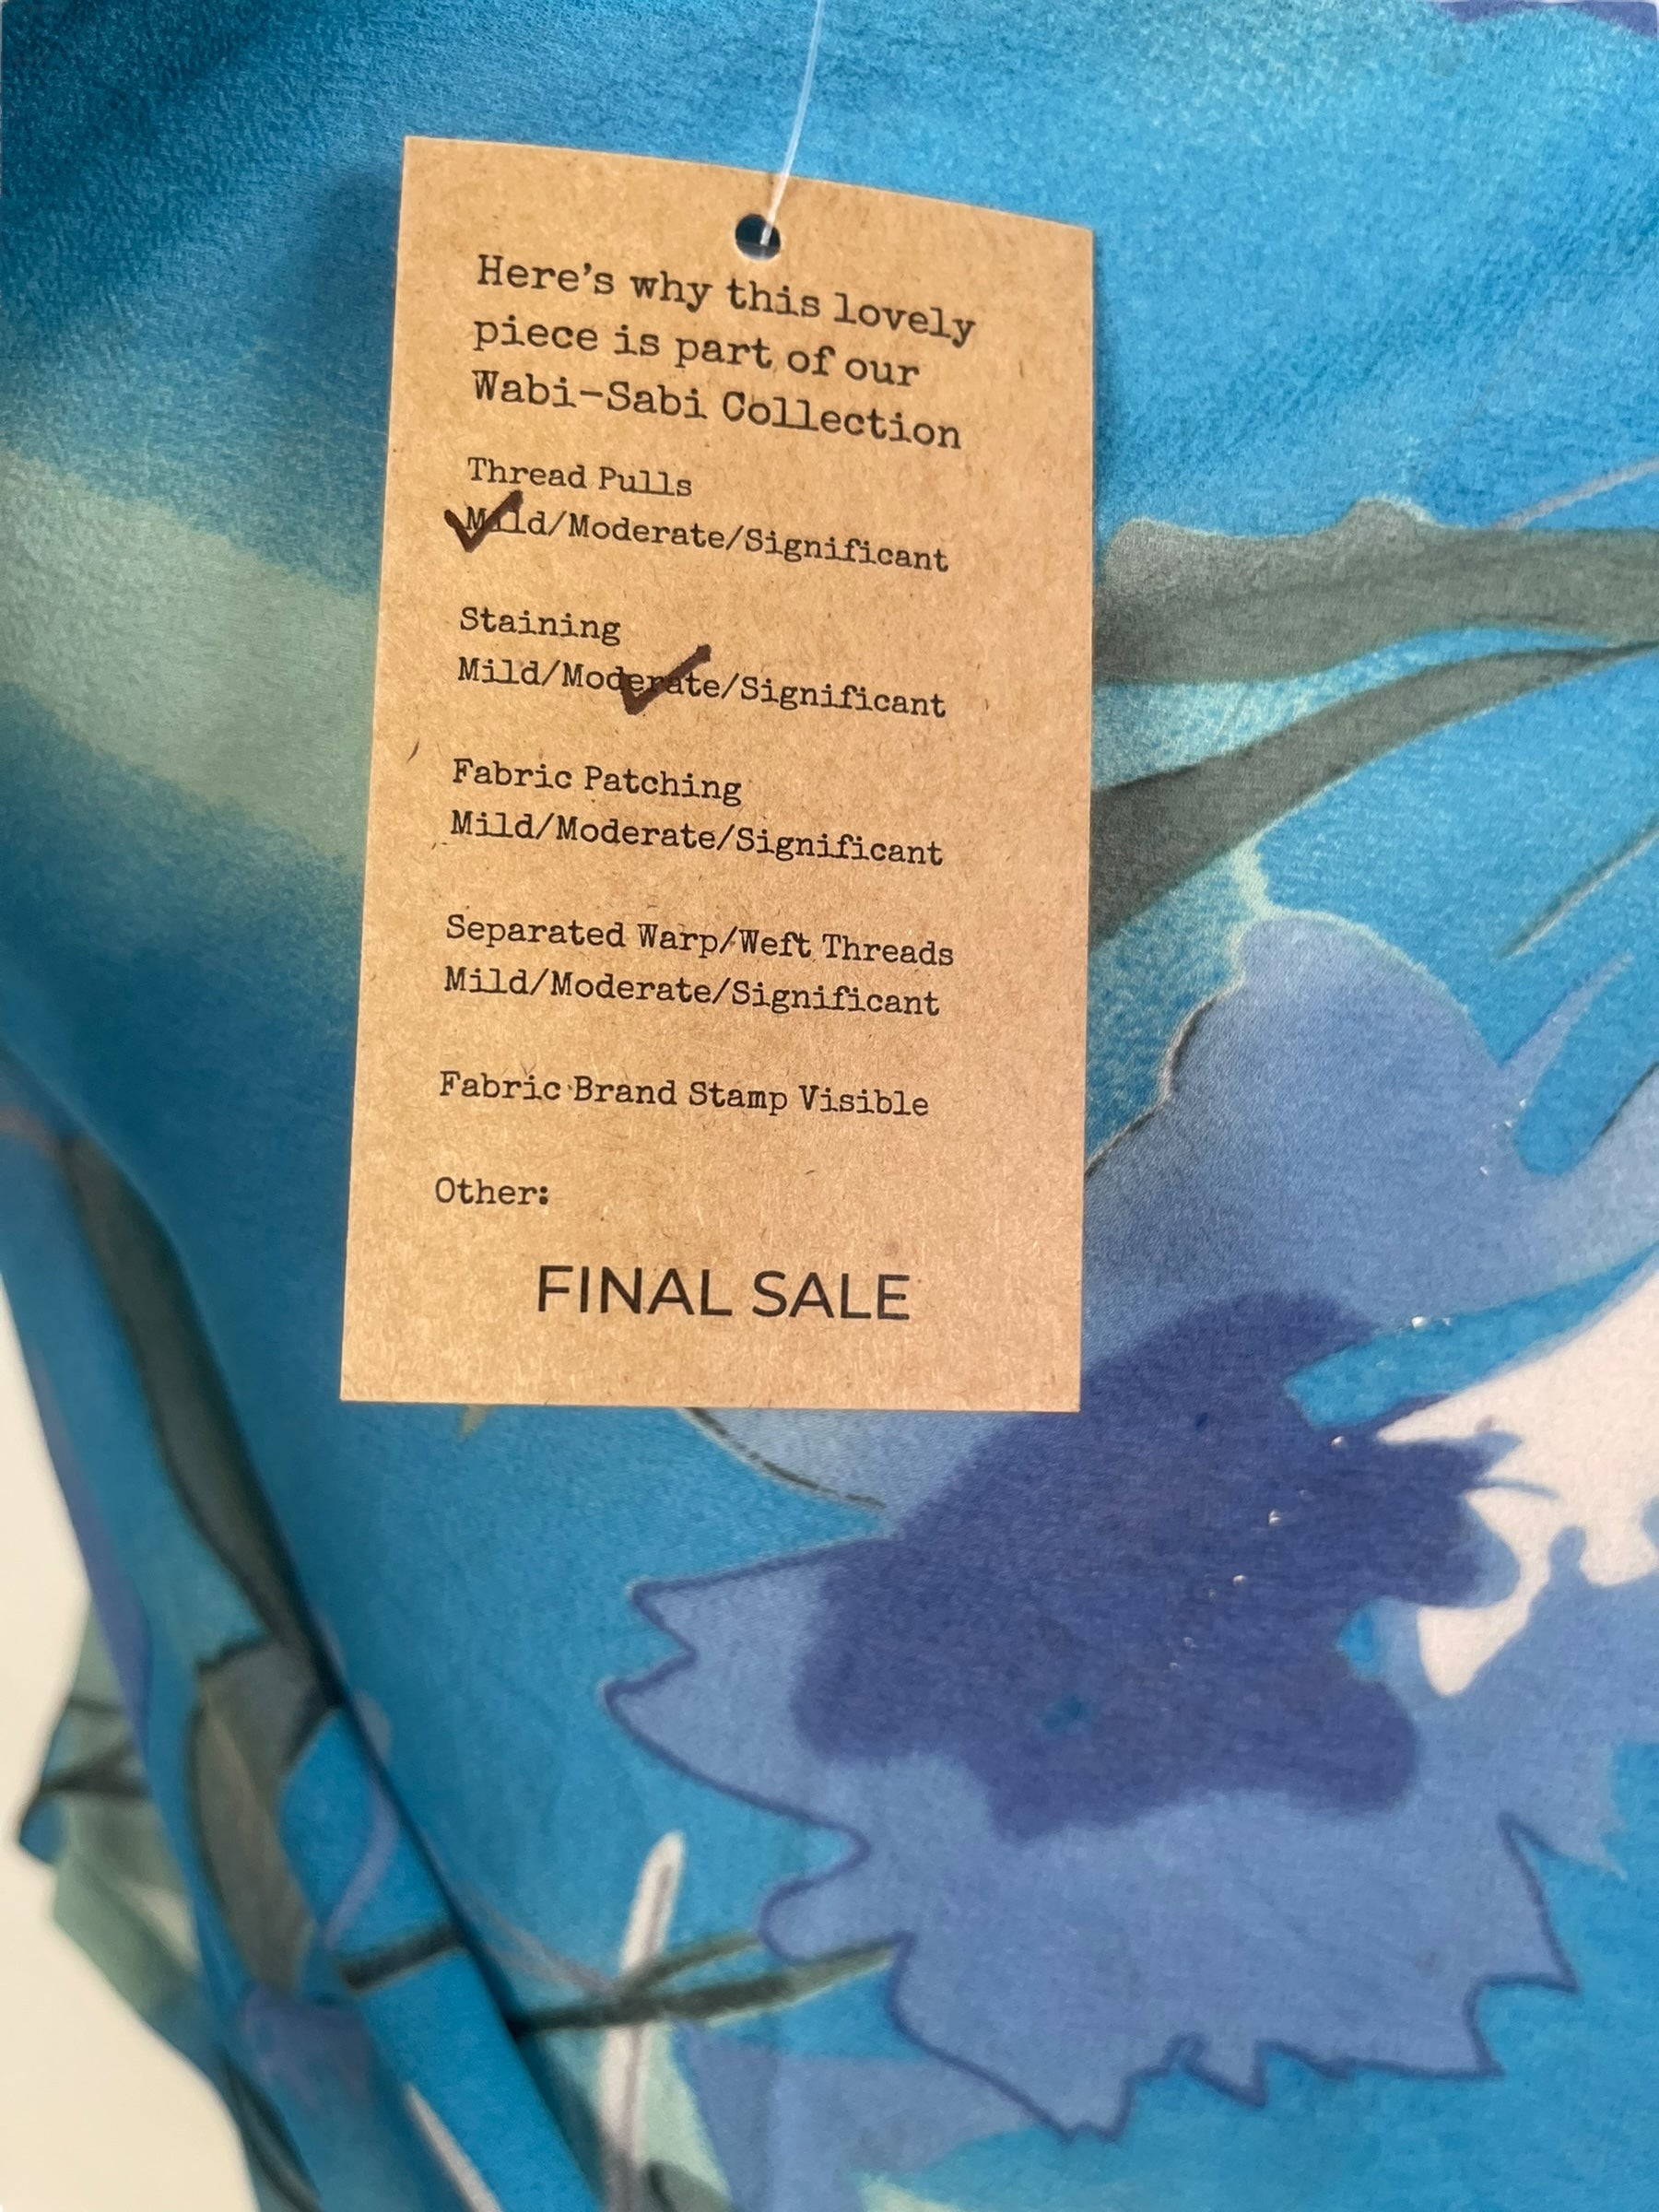 Here's why this lovely
piece is part of our
Wabi-Sabi Collection
Thread Pulls
Mild/Moderate/Significant
Staining
Mild/Moderate/Significant
Fabric Patching
Mild/Moderate/Significant
Separated Warp/Weft Threads
Mild/Moderate/Significant
Fabric Brand Stamp Visible
Other:
FINAL SALE